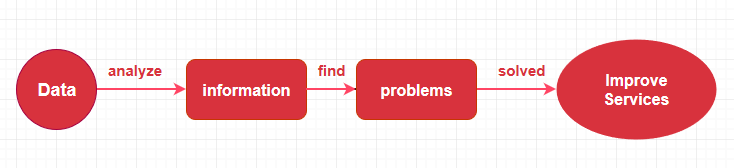 Data
analyze
information
find
problems
solved
Improve
Services